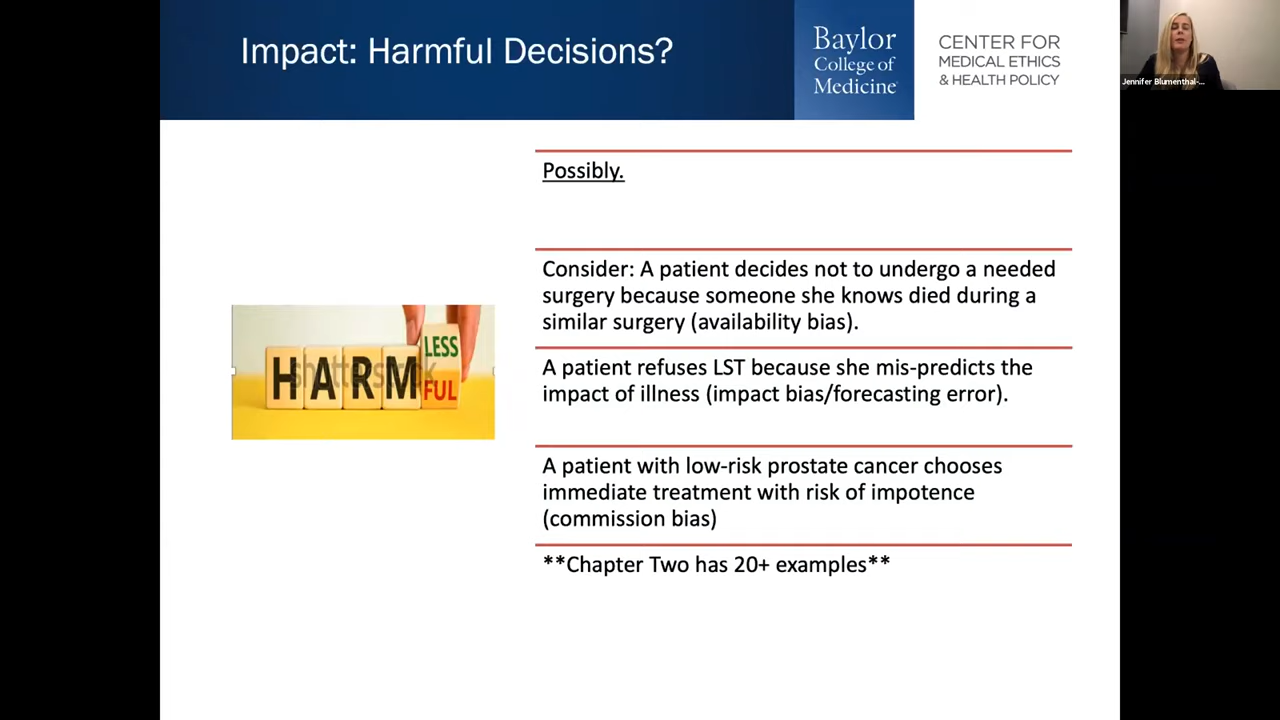 Impact: Harmful Decisions?
Baylor
College of
Medicine
CENTER FOR
MEDICAL ETHICS
& HEALTH POLICY
Jennifer Blumenthal-...
Possibly.
Consider: A patient decides not to undergo a needed
surgery because someone she knows died during a
similar surgery (availability bias).
A patient refuses LST because she mis-predicts the
impact of illness (impact bias/forecasting error).
HARM
LESS
FUL
A patient with low-risk prostate cancer chooses
immediate treatment with risk of impotence
(commission bias)
**Chapter Two has 20+ examples**